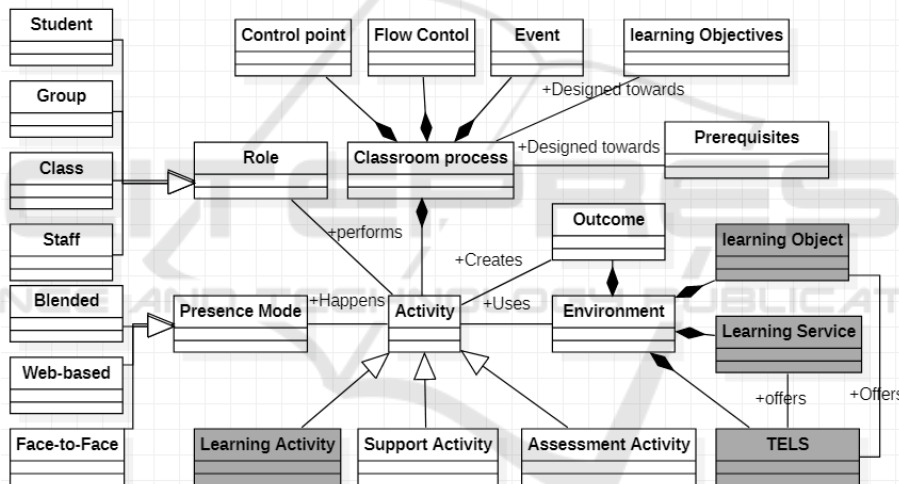 Student
Control point
Flow Contol
Event
learning Objectives
+Designed towards
Group
+Designed towards
Prerequisites
Role
Classroom process
Class
Outcome
Staff
+performs
learning Object
+Creates
Blended
+Happens
+Uses
Presence Mode
Activity
Environment
Learning Service
Web-based
+offers
+Offers
Face-to-Face
Learning Activity
Support Activity
Assessment Activity
TELS